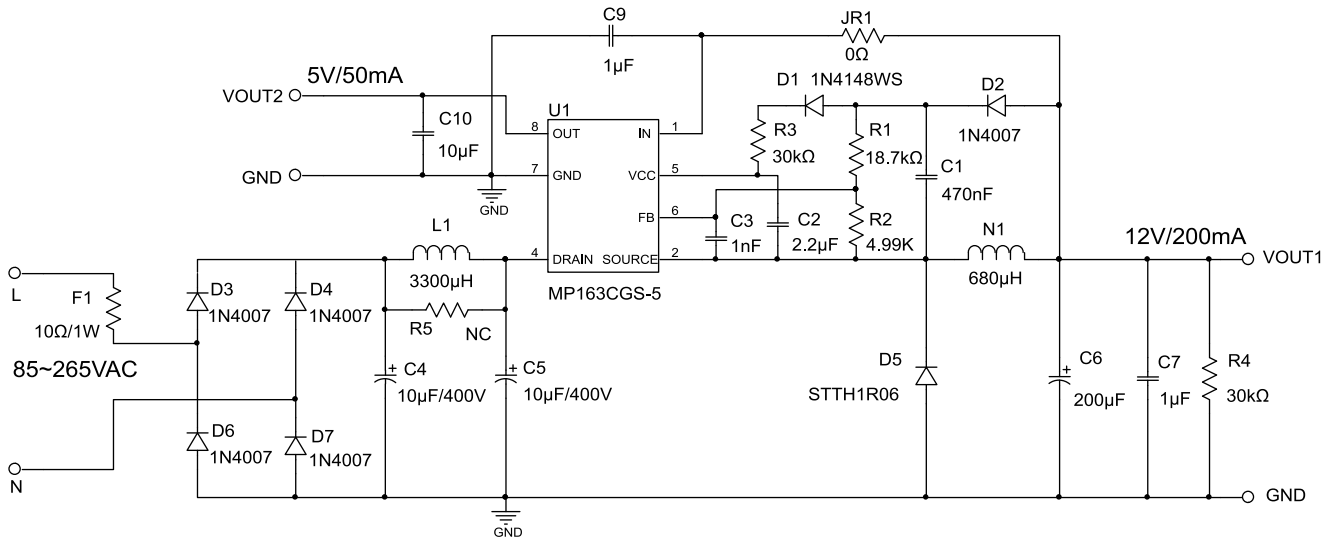 C9
1µF
JR1
0Ω
5V/50mA
VOUT2
C10
10µF
GND
GND
U1
8 OUT IN 1
7 GND VCC 5
FB 6
4 DRAIN SOURCE 2
MP163CGS-5
D1 1N4148WS
D2
1N4007
R3
30kΩ
R1
18.7kΩ
C1
470nF
C3
1nF
C2
2.2µF
R2
4.99K
N1
680µH
12V/200mA
VOUT1
L1
3300µH
R5 NC
L
F1
10Ω/1W
85~265VAC
N
D3
1N4007
D4
1N4007
D6
1N4007
D7
1N4007
+
C4
10µF/400V
+
C5
10µF/400V
D5
STTH1R06
+
C6
200µF
C7
1µF
R4
30kΩ
GND
GND